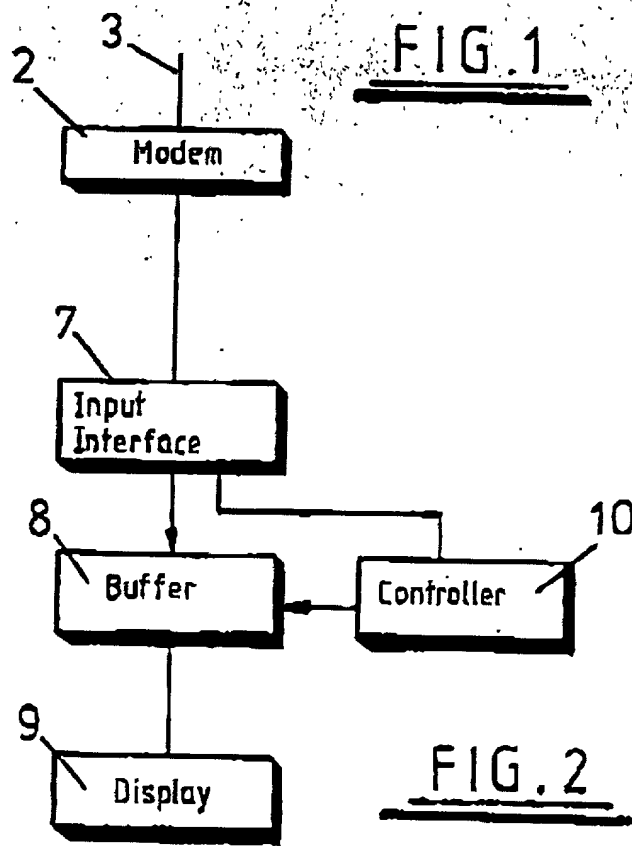 FIG.1
3
2
Modem
7
Input
Interface
8
10
Buffer
Controller
9
FIG.2
Display